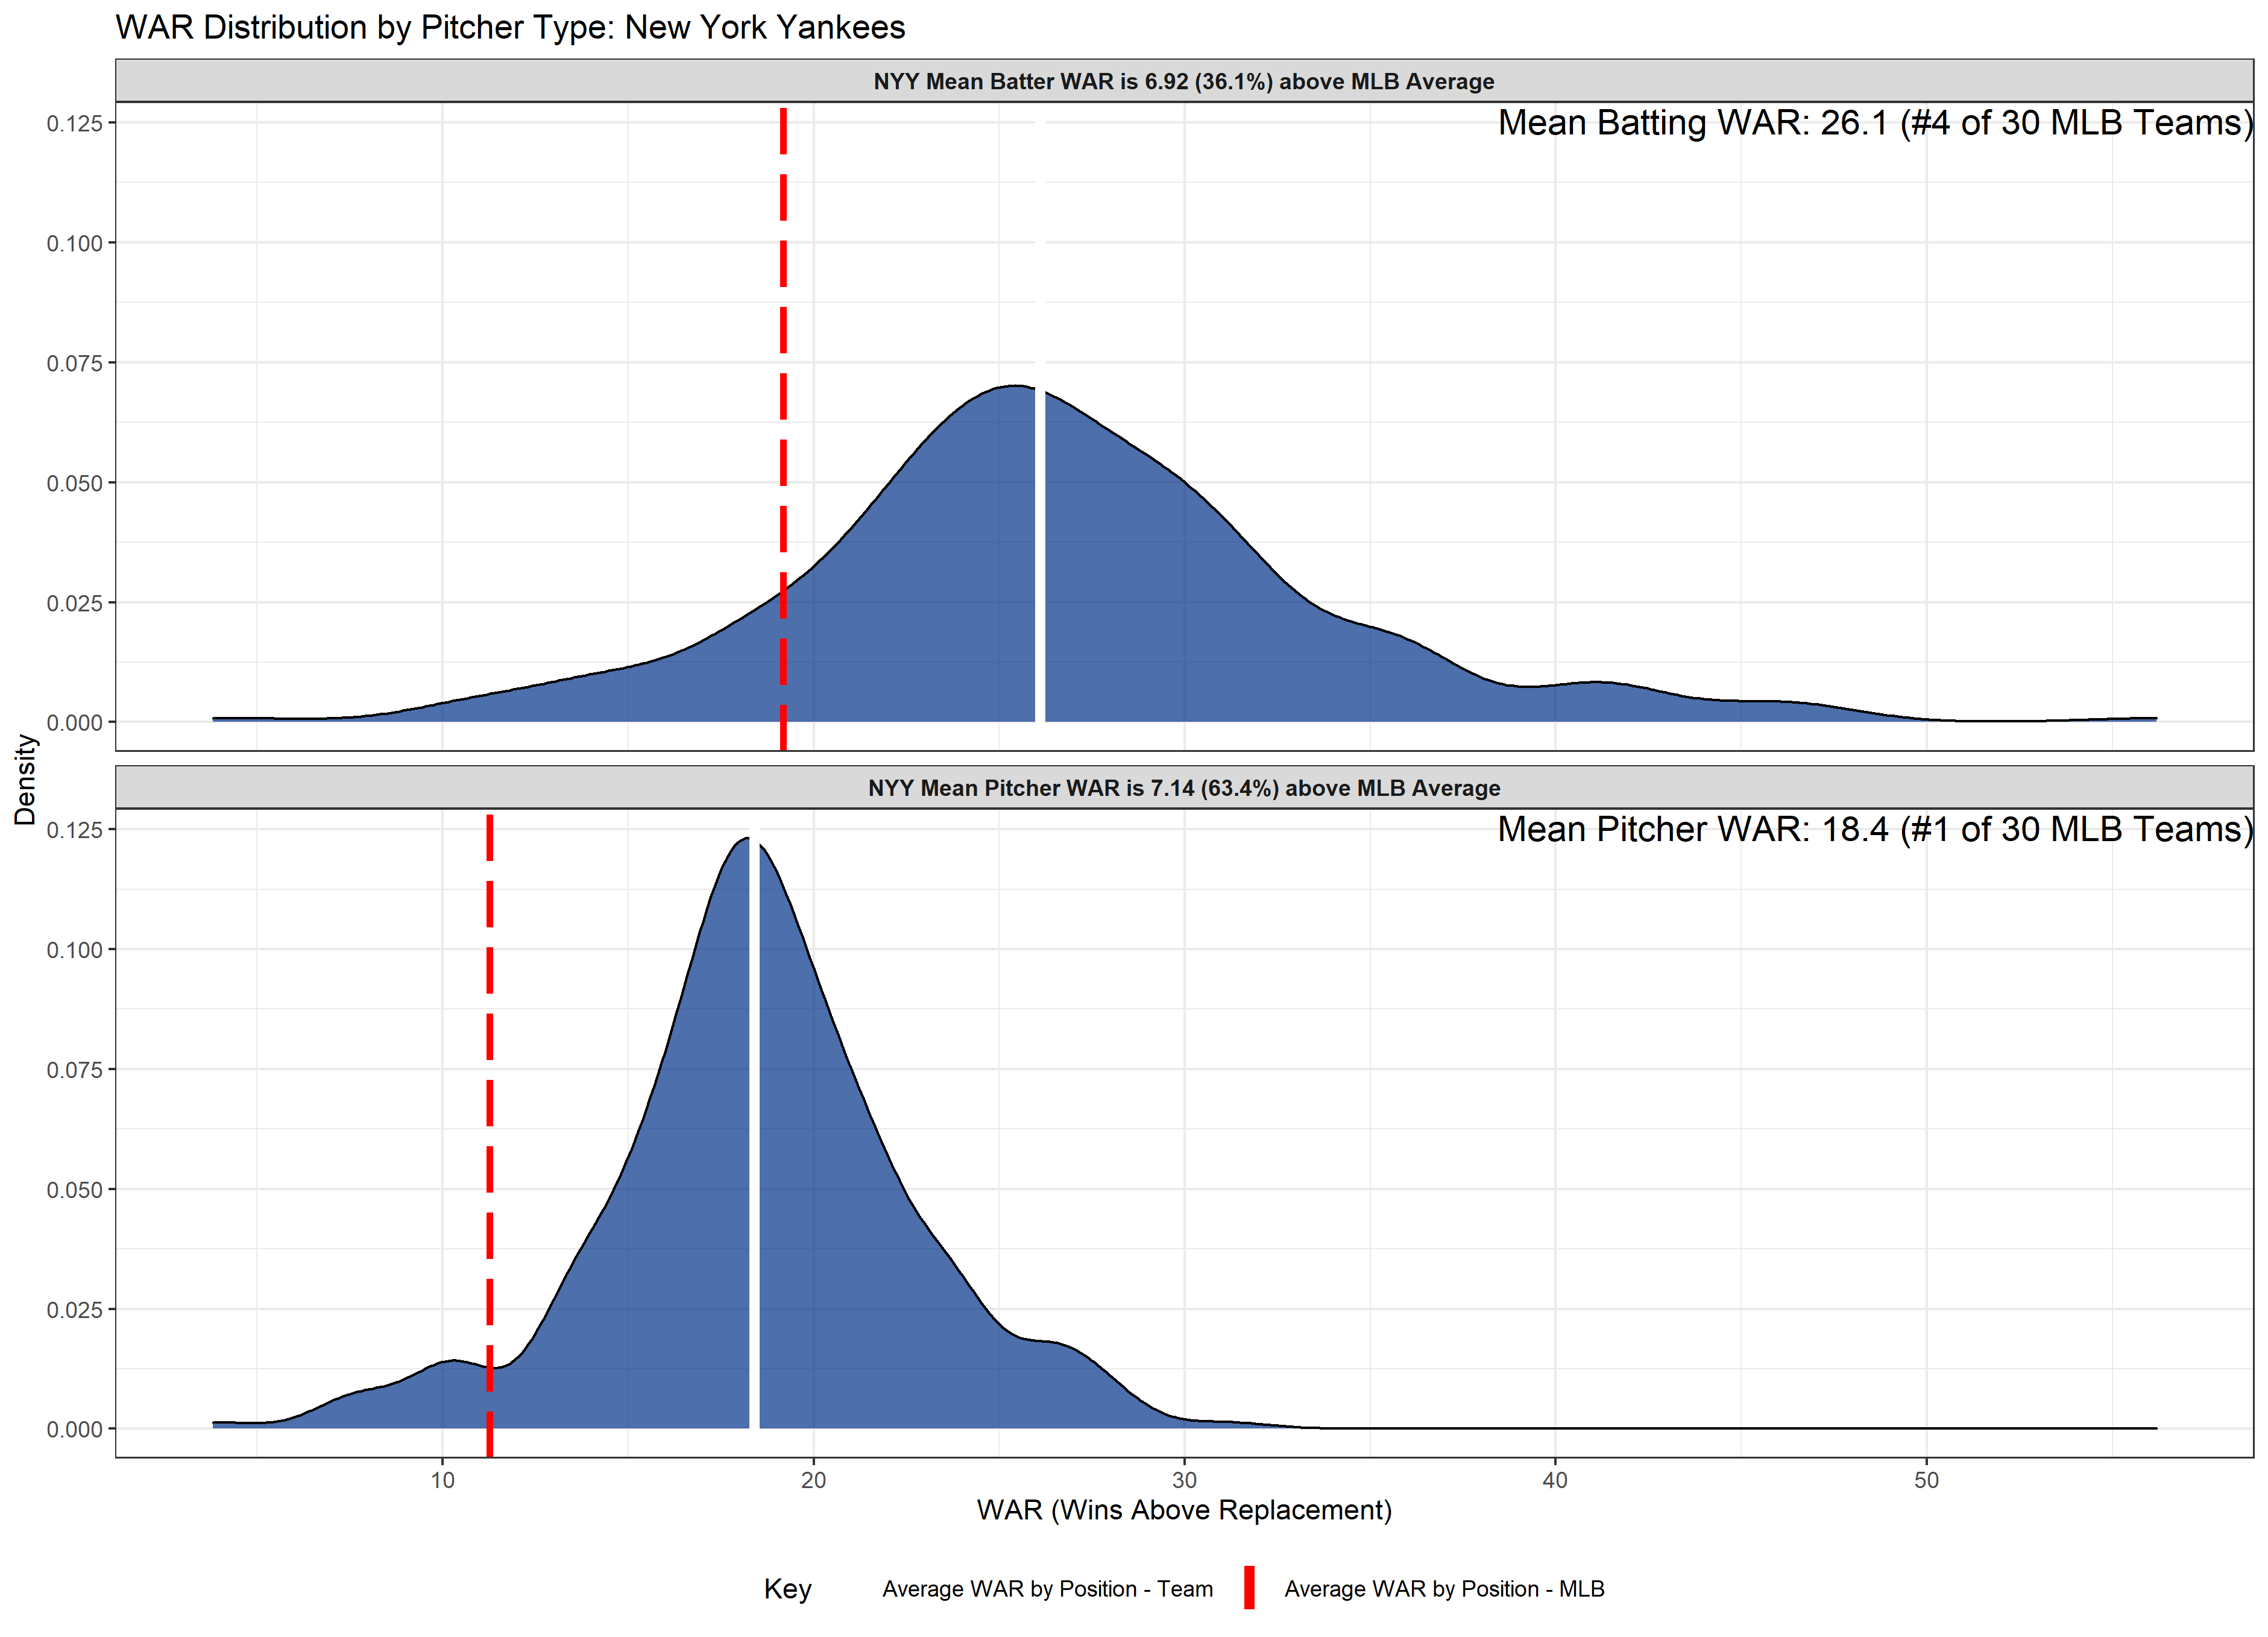 WAR Distribution by Pitcher Type: New York Yankees
NYY Mean Batter WAR is 6.92 (36.1%) above MLB Average
Mean Batting WAR: 26.1 (#4 of 30 MLB Teams)
0.125
0.100
0.075
0.050
0.025
0.000
Density
NYY Mean Pitcher WAR is 7.14 (63.4%) above MLB Average
Mean Pitcher WAR: 18.4 (#1 of 30 MLB Teams)
0.125
0.100
0.075
0.050
0.025
0.000
10 20 30 40 50
WAR (Wins Above Replacement)
Key Average WAR by Position - Team Average WAR by Position - MLB